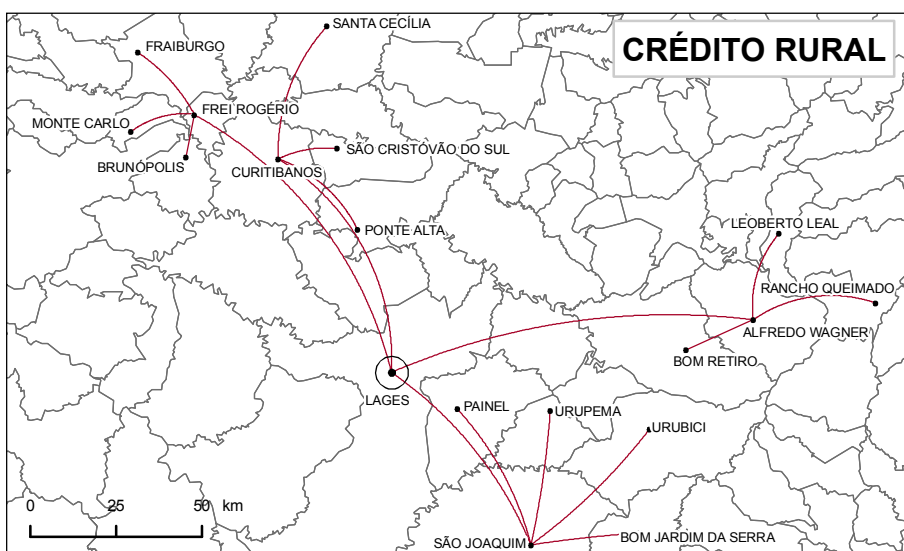 SANTA CECÍLIA
CRÉDITO RURAL
FRAIBURGO
FREI ROGÉRIO
MONTE CARLO
SÃO CRISTÓVÃO DO SUL
BRUNÓPOLIS
CURITIBANOS
LEOBERTO LEAL
PONTE ALTA
RANCHO QUEIMADO
ALFREDO WAGNER
BOM RETIRO
LAGES
PAINEL
URUPEMA
URUBICI
0 25 50 km
BOM JARDIM DA SERRA
SÃO JOAQUIM